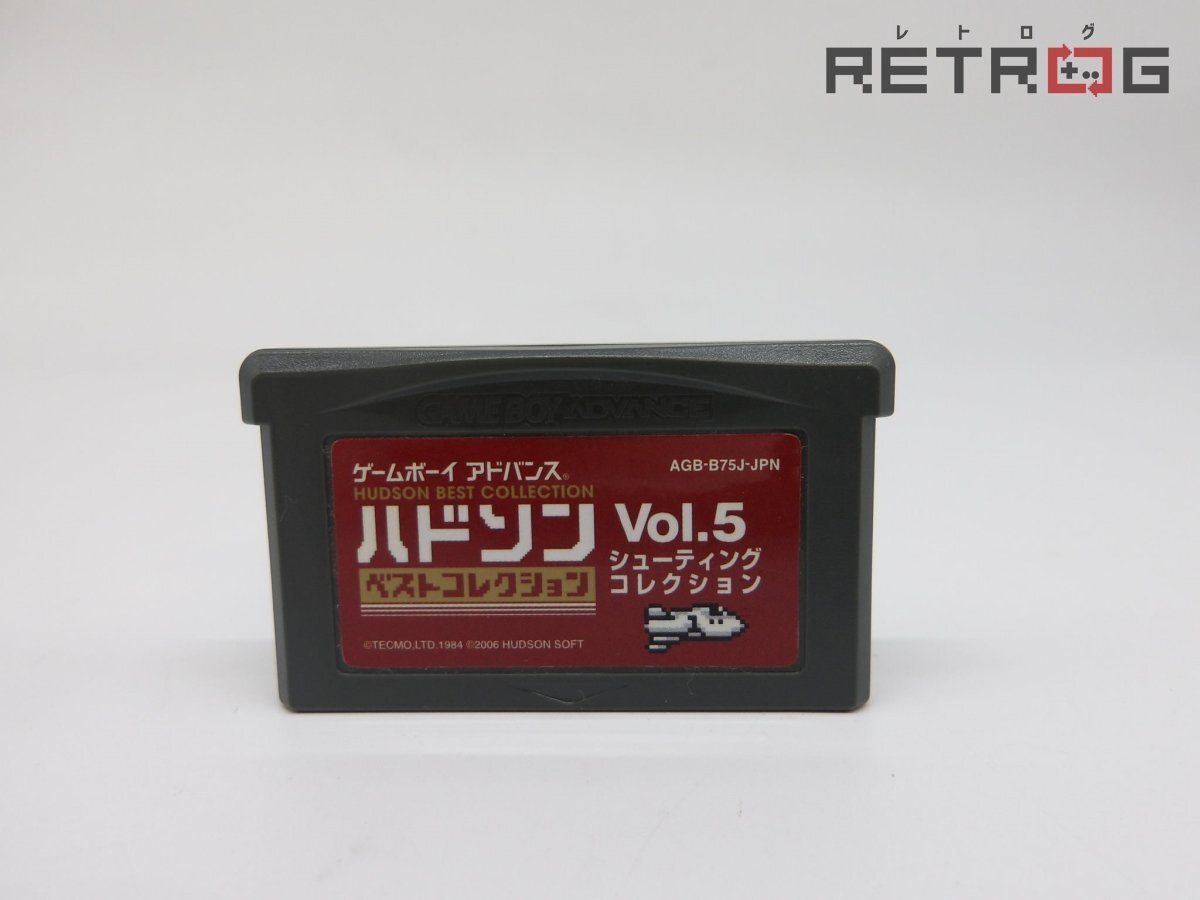 レトログ
RETROG
GAME BOY ADVANCE
ゲームボーイ アドバンス®
AGB-B75J-JPN
HUDSON BEST COLLECTION
ハドソン
ベストコレクション
Vol.5
シューティング
コレクション
©TECMO,LTD.1984 ©2006 HUDSON SOFT